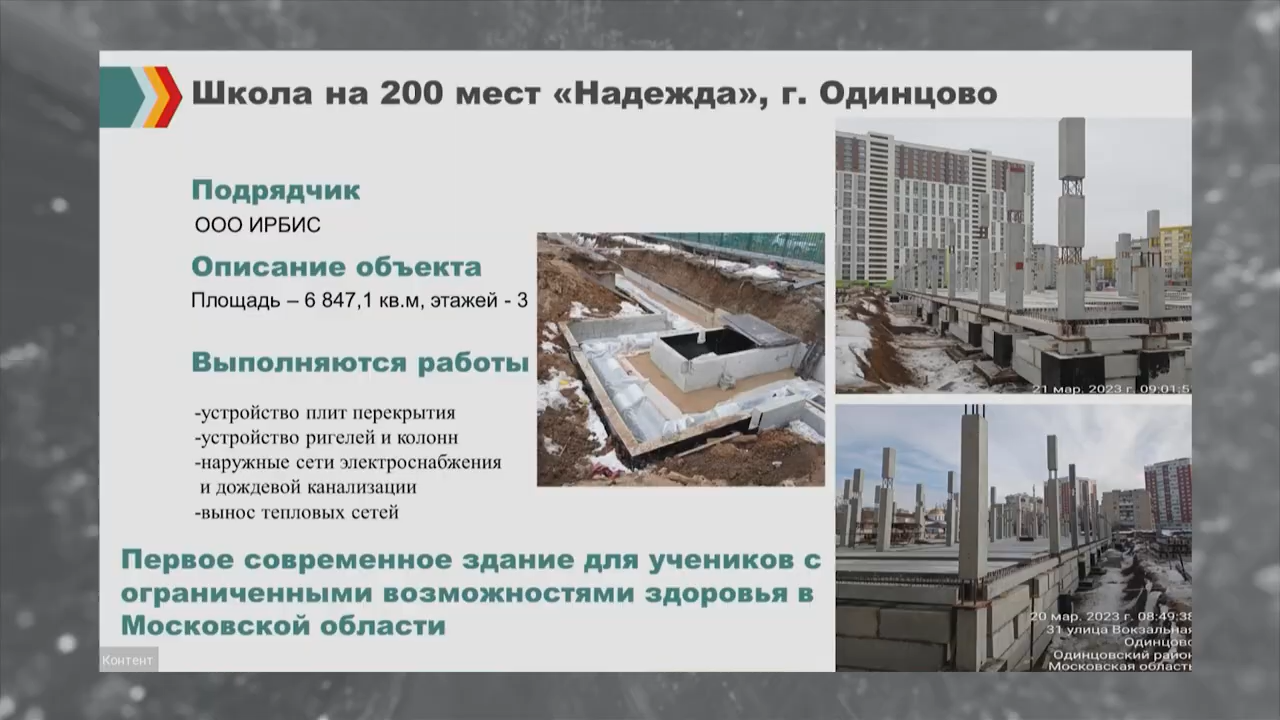 Школа на 200 мест «Надежда», г. Одинцово
Подрядчик
ООО ИРБИС
Описание объекта
Площадь – 6 847,1 кв.м, этажей - 3
Выполняются работы
-устройство плит перекрытия
-устройство ригелей и колонн
-наружные сети электроснабжения
и дождевой канализации
-вынос тепловых сетей
Первое современное здание для учеников с
ограниченными возможностями здоровья в
Московской области
Контент
21 мар. 2023 г. 09:01:5
20 мар. 2023 г. 08:49:38
31 улица Вокзальная
Одинцово
Одинцовский район
Московская область